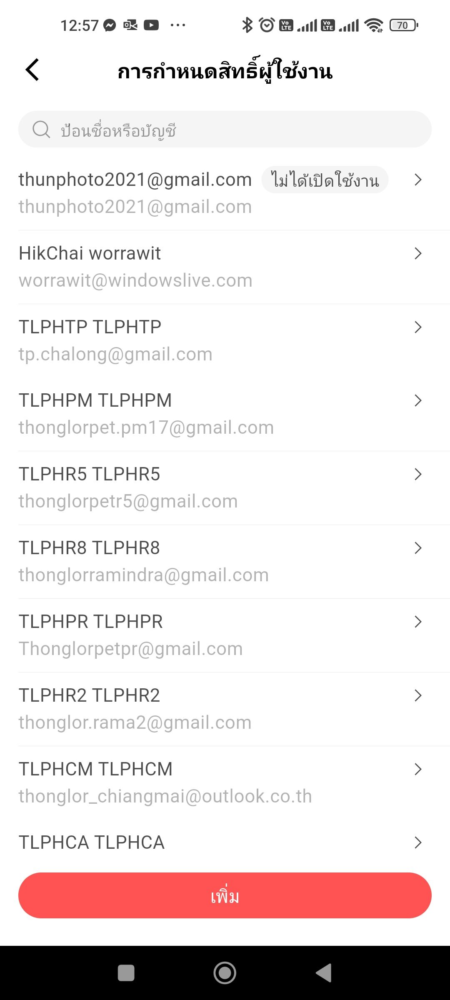 12:57 70
การกำหนดสิทธิ์ผู้ใช้งาน
ป้อนชื่อหรือบัญชี
thunphoto2021@gmail.com ไม่ได้เปิดใช้งาน
thunphoto2021@gmail.com
HikChai worrawit
worrawit@windowslive.com
TLPHTP TLPHTP
tp.chalong@gmail.com
TLPHPM TLPHPM
thonglorpet.pm17@gmail.com
TLPHR5 TLPHR5
thonglorpetr5@gmail.com
TLPHR8 TLPHR8
thonglorramindra@gmail.com
TLPHPR TLPHPR
Thonglorpetpr@gmail.com
TLPHR2 TLPHR2
thonglor.rama2@gmail.com
TLPHCM TLPHCM
thonglor_chiangmai@outlook.co.th
TLPHCA TLPHCA
เพิ่ม